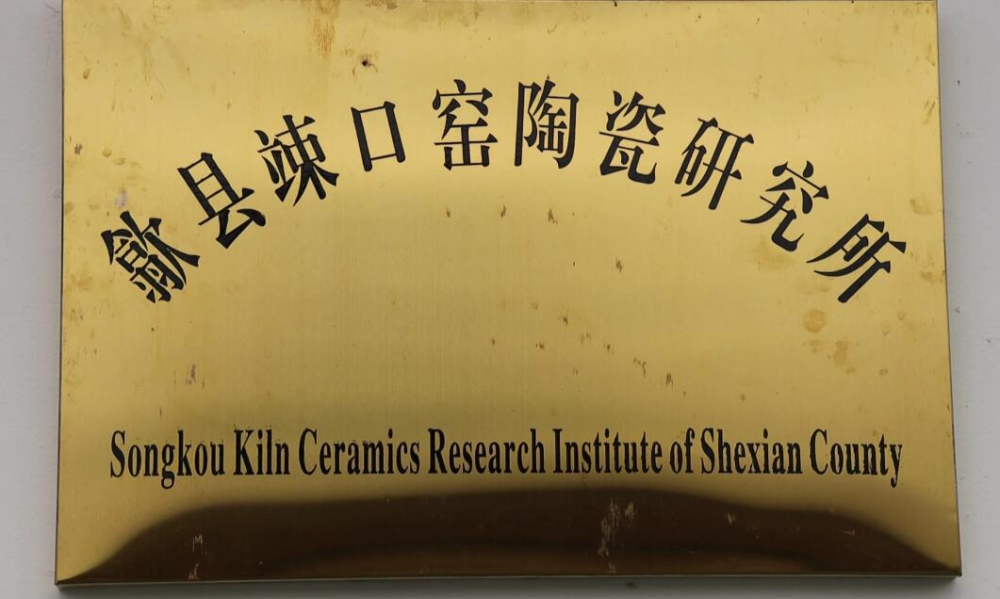 歙县竦口窑陶瓷研究所
Songkou Kiln Ceramics Research Institute of Shexian County